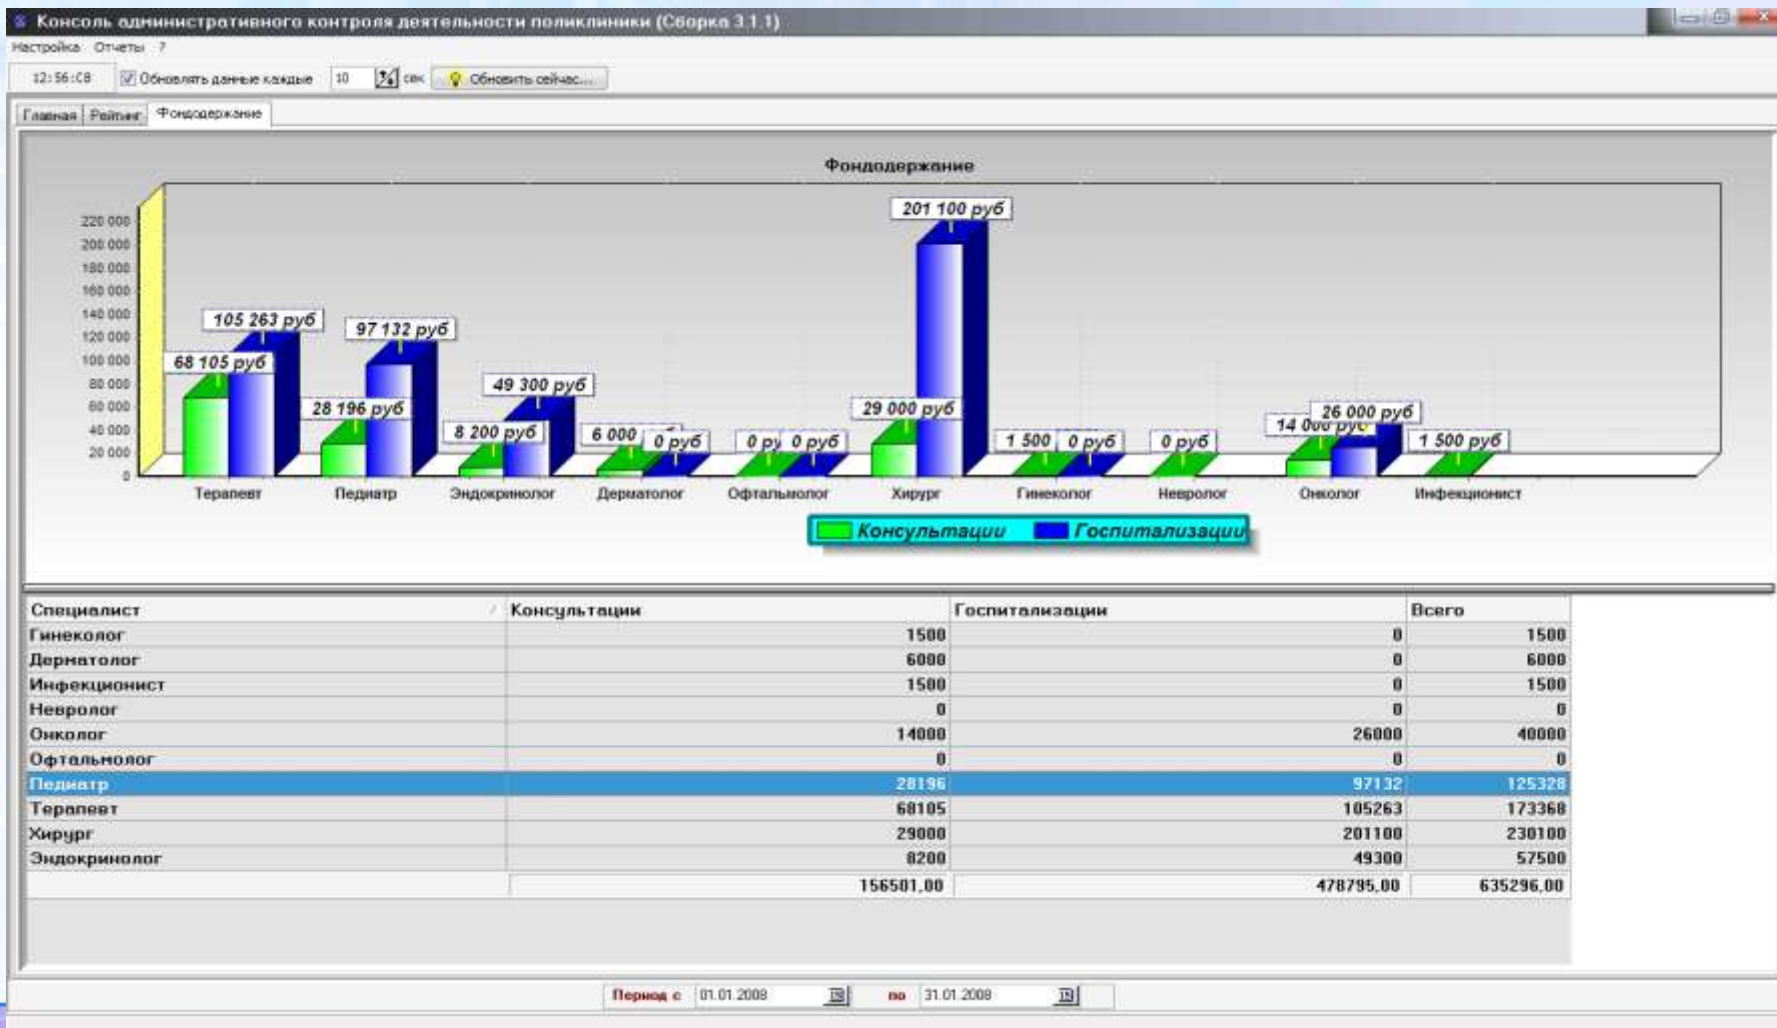 Консоль административного контроля деятельности поликлиники (Сборка 3.1.1)
Настройка Отчеты ?
Обновлять данные каждые 10 сек Обновить сейчас...
Главная Рейтинг Фондодержание
Фондодержание
220 000
200 000
180 000
160 000
140 000
120 000
100 000
80 000
60 000
40 000
20 000
0
201 100 руб
105 263 руб 97 132 руб
68 105 руб
49 300 руб
28 196 руб 29 000 руб 26 000 руб
8 200 руб 6 000 0 руб 0 0 руб 1 500 0 руб 0 руб 1 500 руб
Терапевт Педиатр Эндокринолог Дерматолог Офтальмолог Хирург Гинеколог Невролог Онколог Инфекционист
Консультации Госпитализации
Специалист Консультации Госпитализации Всего
Гинеколог 1500 0 1500
Дерматолог 6000 0 6000
Инфекционист 1500 0 1500
Невролог 0 0 0
Онколог 14000 26000 40000
Офтальмолог 0 0 0
Педиатр 28196 97132 125328
Терапевт 68105 105263 173368
Хирург 29000 201100 230100
Эндокринолог 8200 49300 57500
156501,00 478795,00 635296,00
Период с 01.01.2008 по 31.01.2008